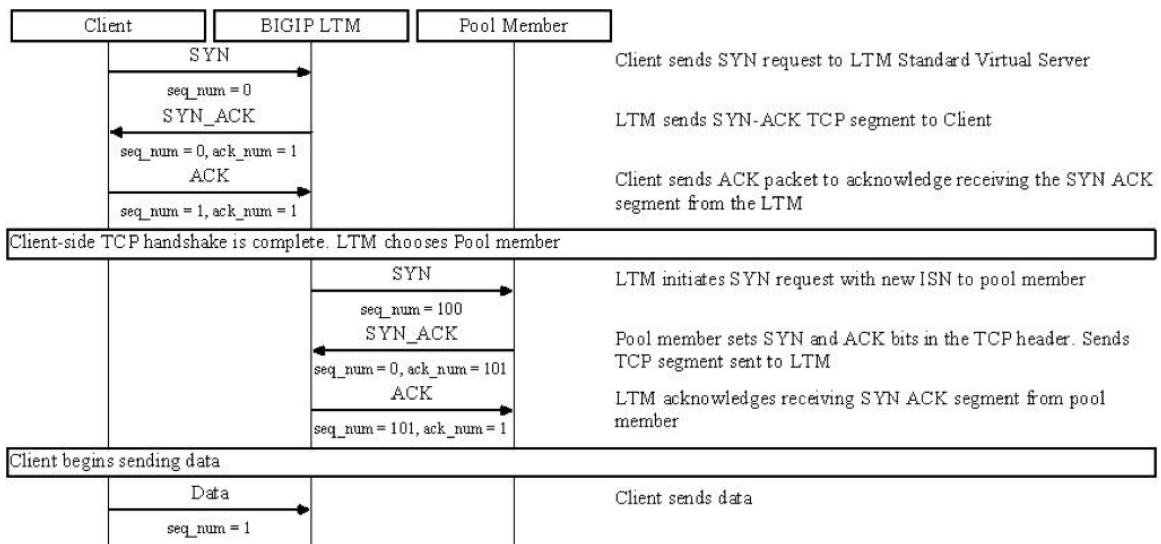 Client
BIGIP LTM
Pool Member
SYN
Client sends SYN request to LTM Standard Virtual Server
seq_num = 0
SYN_ACK
LTM sends SYN-ACK TCP segment to Client
seq_num = 0, ack_num = 1
ACK
Client sends ACK packet to acknowledge receiving the SYN ACK
segment from the LTM
seq_num = 1, ack_num = 1
Client-side TCP handshake is complete. LTM chooses Pool member
SYN
LTM initiates SYN request with new ISN to pool member
seq_num = 100
SYN_ACK
Pool member sets SYN and ACK bits in the TCP header. Sends
TCP segment sent to LTM
seq_num = 0, ack_num = 101
ACK
LTM acknowledges receiving SYN ACK segment from pool
member
seq_num = 101, ack_num = 1
Client begins sending data
Data
Client sends data
seq_num = 1